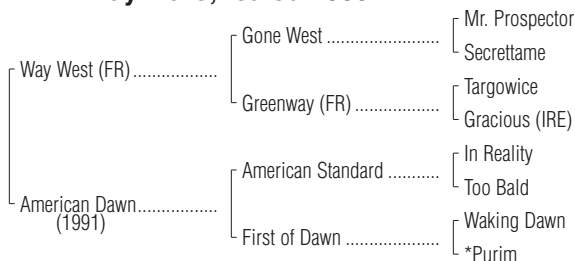 Mr. Prospector
Gone West ........................
Secrettame
Way West (FR)..................
Targowice
Greenway (FR) ..................
Gracious (IRE)
In Reality
American Standard ...........
Too Bald
American Dawn.................
(1991)
Waking Dawn
First of Dawn ....................
*Purim